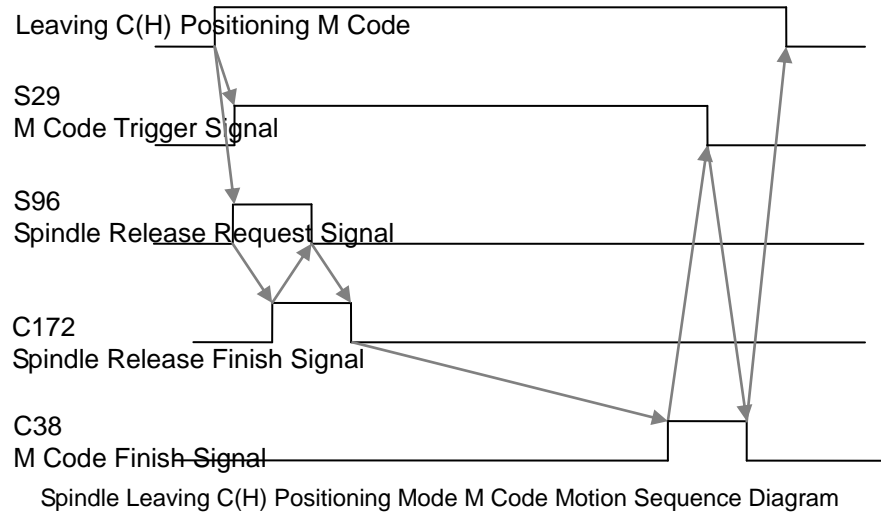 Leaving C(H) Positioning M Code
S29
M Code Trigger Signal
S96
Spindle Release Request Signal
C172
Spindle Release Finish Signal
C38
M Code Finish Signal
Spindle Leaving C(H) Positioning Mode M Code Motion Sequence Diagram